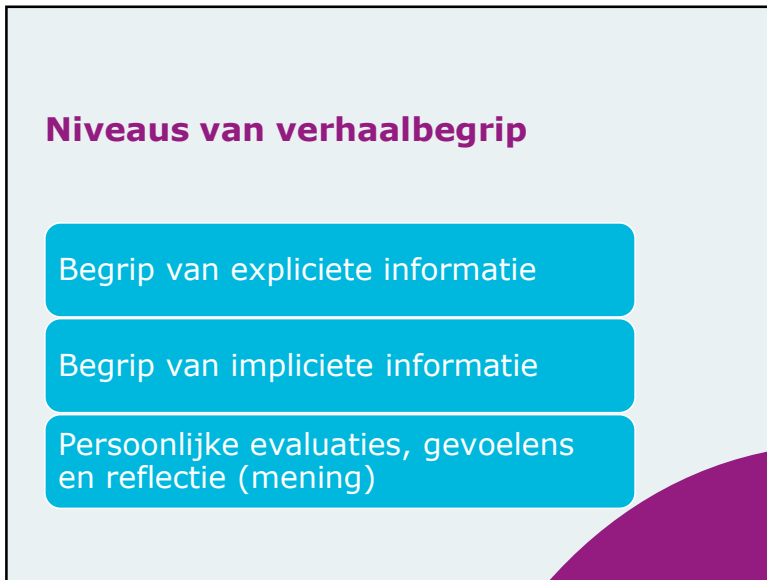 Niveaus van verhaalbegrip
Begrip van expliciete informatie
Begrip van impliciete informatie
Persoonlijke evaluaties, gevoelens
en reflectie (mening)